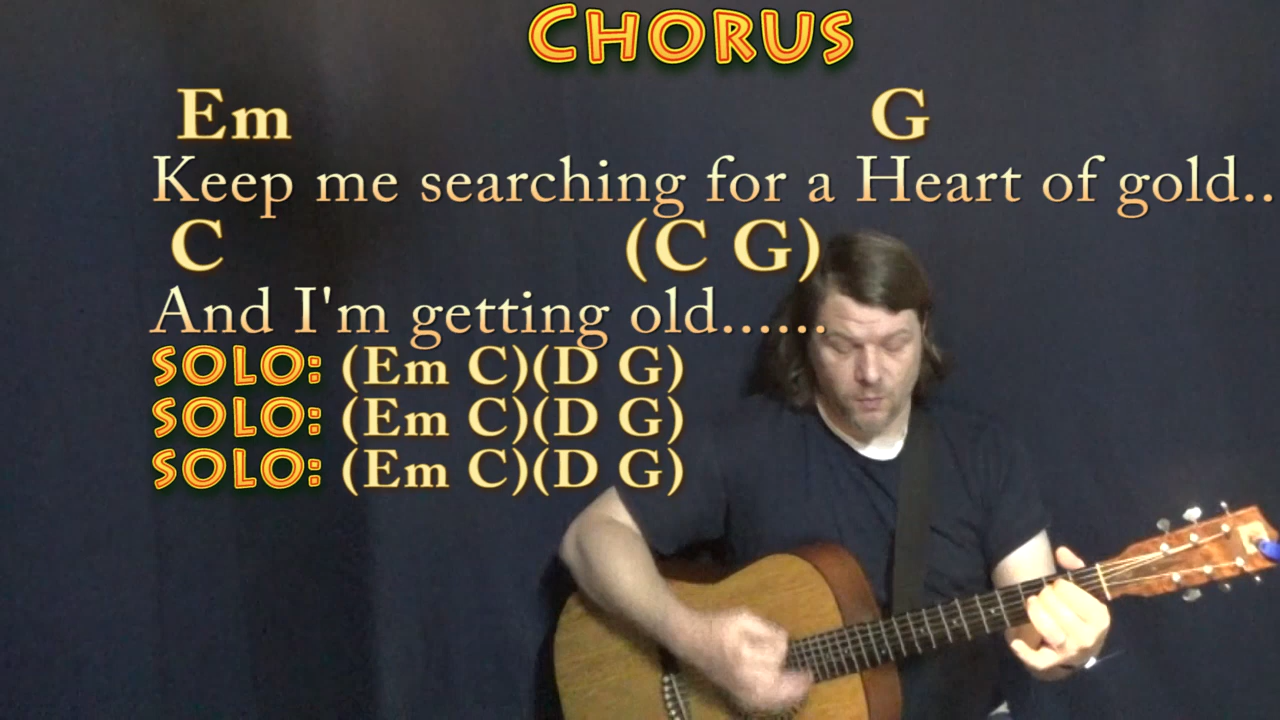 CHORUS
Em G
Keep me searching for a Heart of gold..
C (C G)
And I'm getting old......
SOLO: (Em C)(D G)
SOLO: (Em C)(D G)
SOLO: (Em C)(D G)